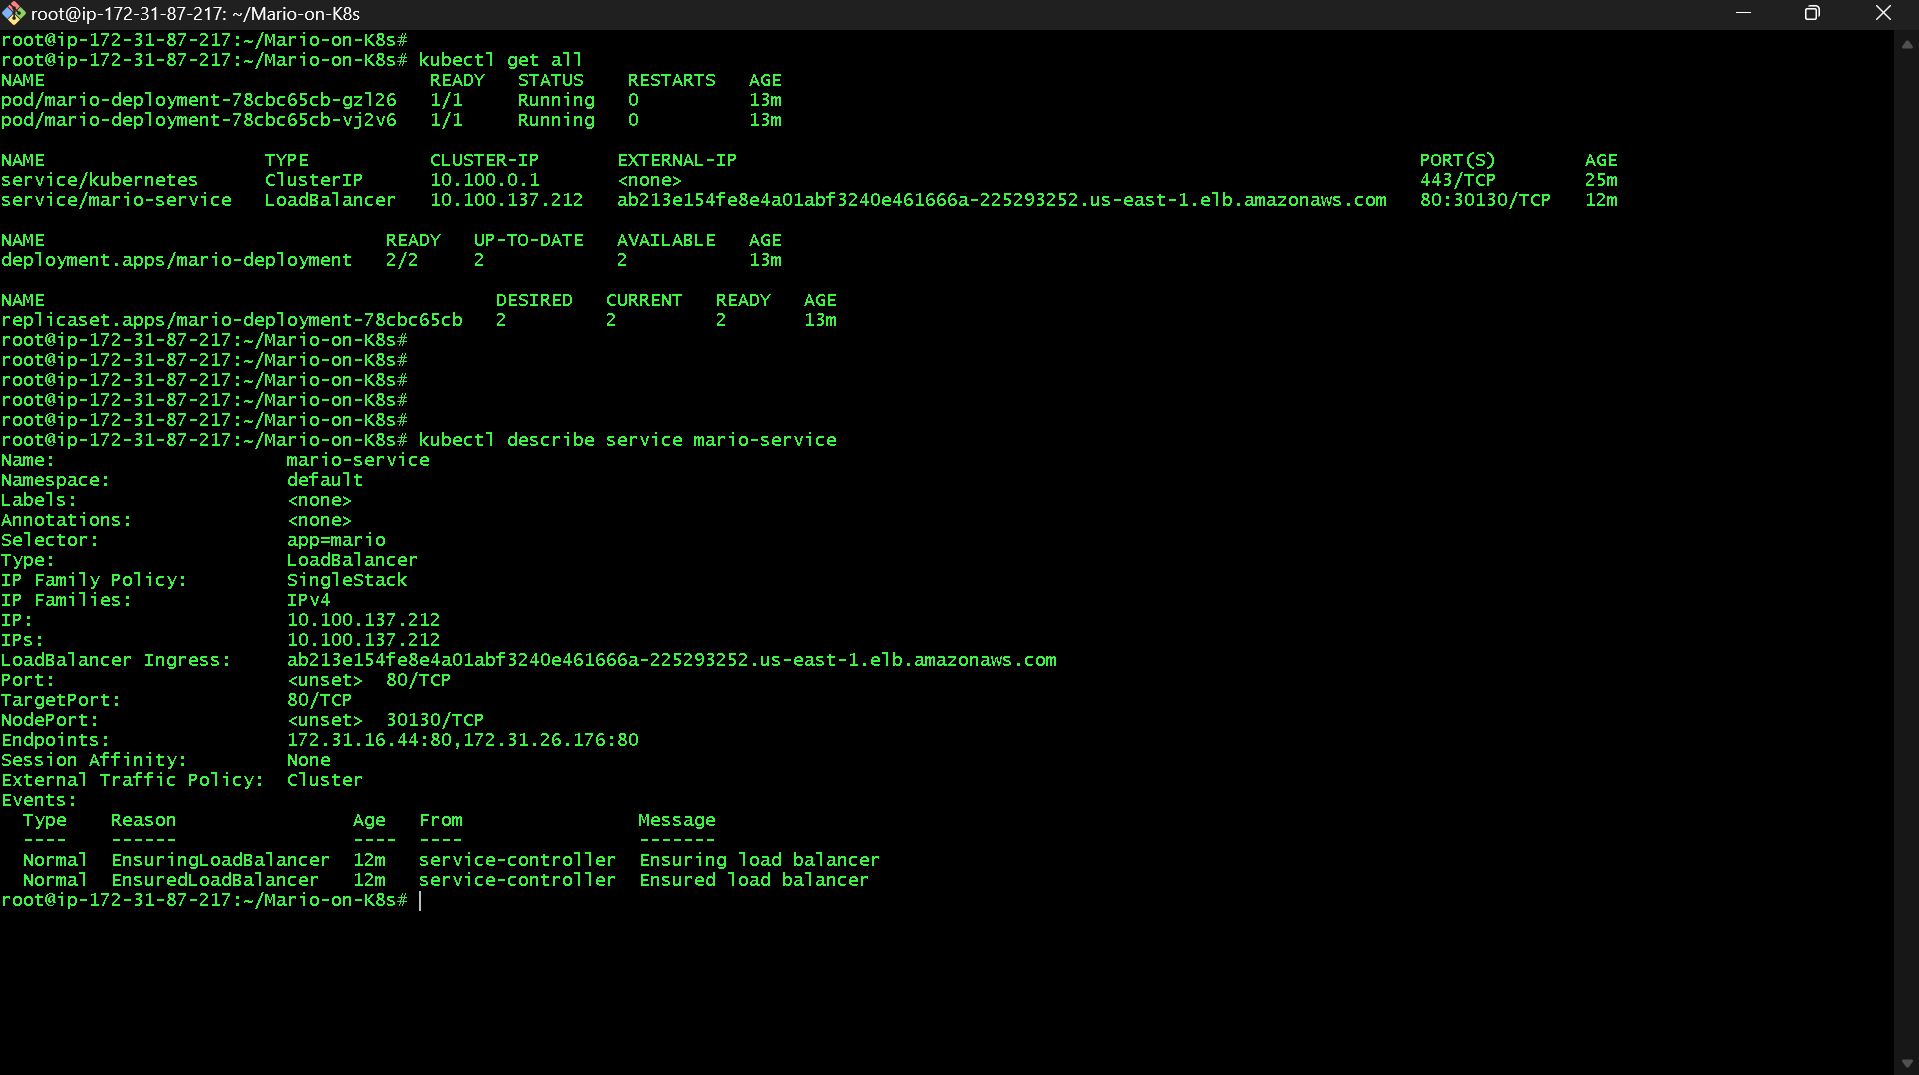 root@ip-172-31-87-217: ~/Mario-on-K8s
root@ip-172-31-87-217:~/Mario-on-K8s#
root@ip-172-31-87-217:~/Mario-on-K8s# kubectl get all
NAME                                   READY   STATUS    RESTARTS   AGE
pod/mario-deployment-78cbc65cb-gzl26   1/1     Running   0          13m
pod/mario-deployment-78cbc65cb-vj2v6   1/1     Running   0          13m
NAME                    TYPE           CLUSTER-IP       EXTERNAL-IP                                                              PORT(S)        AGE
service/kubernetes      ClusterIP      10.100.0.1       <none>                                                                   443/TCP        25m
service/mario-service   LoadBalancer   10.100.137.212   ab213e154fe8e4a01abf3240e461666a-225293252.us-east-1.elb.amazonaws.com   80:30130/TCP   12m
NAME                               READY   UP-TO-DATE   AVAILABLE   AGE
deployment.apps/mario-deployment   2/2     2            2           13m
NAME                                         DESIRED   CURRENT   READY   AGE
replicaset.apps/mario-deployment-78cbc65cb   2         2         2       13m
root@ip-172-31-87-217:~/Mario-on-K8s#
root@ip-172-31-87-217:~/Mario-on-K8s#
root@ip-172-31-87-217:~/Mario-on-K8s#
root@ip-172-31-87-217:~/Mario-on-K8s#
root@ip-172-31-87-217:~/Mario-on-K8s#
root@ip-172-31-87-217:~/Mario-on-K8s# kubectl describe service mario-service
Name:                     mario-service
Namespace:                default
Labels:                   <none>
Annotations:              <none>
Selector:                 app=mario
Type:                     LoadBalancer
IP Family Policy:         SingleStack
IP Families:              IPv4
IP:                       10.100.137.212
IPs:                      10.100.137.212
LoadBalancer Ingress:     ab213e154fe8e4a01abf3240e461666a-225293252.us-east-1.elb.amazonaws.com
Port:                     <unset>  80/TCP
TargetPort:               80/TCP
NodePort:                 <unset>  30130/TCP
Endpoints:                172.31.16.44:80,172.31.26.176:80
Session Affinity:         None
External Traffic Policy:  Cluster
Events:
  Type    Reason                Age   From                Message
  ----    ------                ----  ----                -------
  Normal  EnsuringLoadBalancer  12m   service-controller  Ensuring load balancer
  Normal  EnsuredLoadBalancer   12m   service-controller  Ensured load balancer
root@ip-172-31-87-217:~/Mario-on-K8s#